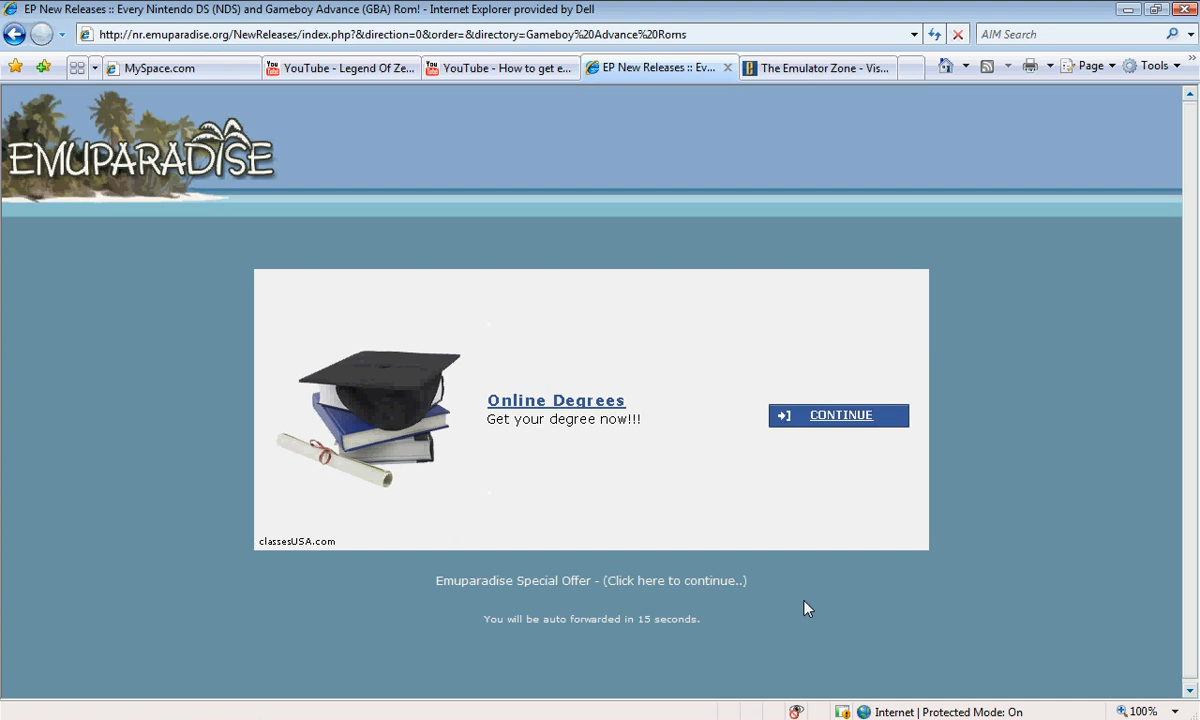 EP New Releases :: Every Nintendo DS (NDS) and Gameboy Advance (GBA) Rom! - Internet Explorer provided by Dell
http://nr.emuparadise.org/NewReleases/index.php?&direction=0&order=&directory=Gameboy%20Advance%20Roms
AIM Search
MySpace.com
YouTube - Legend Of Ze...
YouTube - How to get e...
EP New Releases :: Ev...
The Emulator Zone - Vis...
Page
Tools
EMUPARADISE
Online Degrees
Get your degree now!!!
CONTINUE
classesUSA.com
Emuparadise Special Offer - (Click here to continue..)
You will be auto forwarded in 15 seconds.
Internet | Protected Mode: On
100%